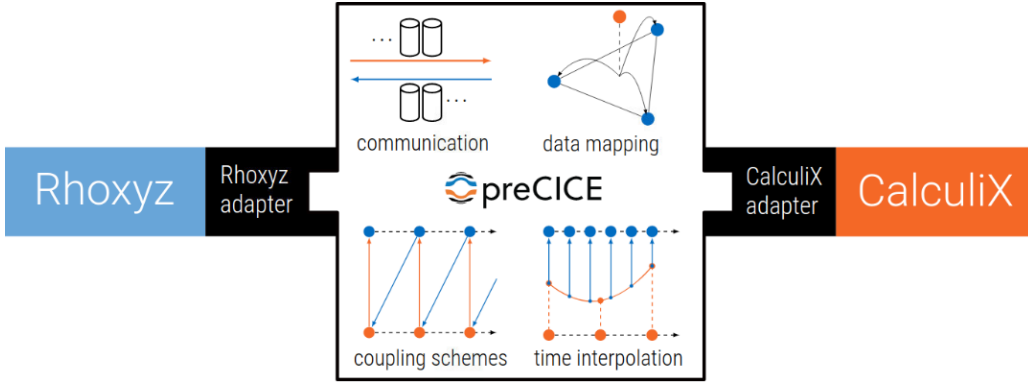 ... 
...
communication
data mapping
Rhoxyz
Rhoxyz
adapter
preCICE
CalculiX
adapter
CalculiX
coupling schemes
time interpolation